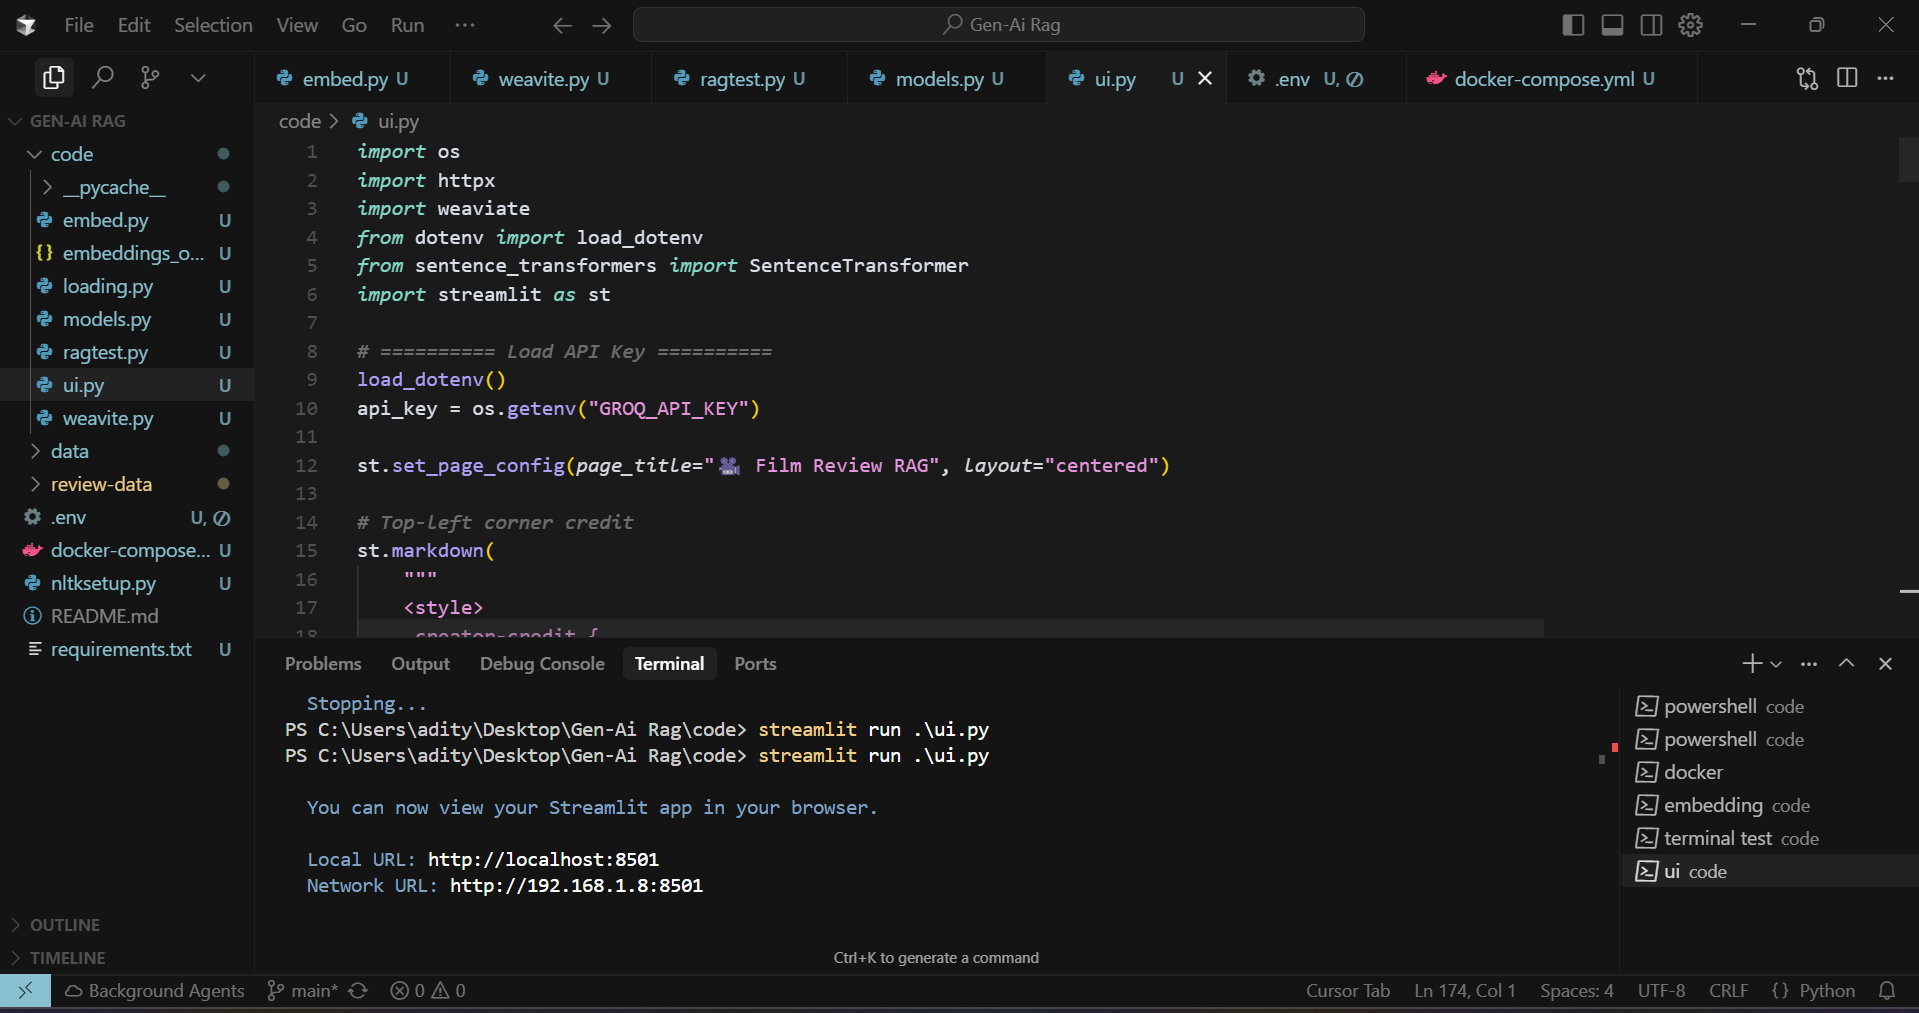 File Edit Selection View Go Run ··· Gen-Ai Rag
embed.py U weavite.py U ragtest.py U models.py U ui.py U .env U, docker-compose.yml U
GEN-AI RAG
code
__pycache__
embed.py U
embeddings_o... U
loading.py U
models.py U
ragtest.py U
ui.py U
weavite.py U
data
review-data
.env U,
docker-compose... U
nltksetup.py U
README.md
requirements.txt U
OUTLINE
TIMELINE
code > ui.py
1 import os
2 import httpx
3 import weaviate
4 from dotenv import load_dotenv
5 from sentence_transformers import SentenceTransformer
6 import streamlit as st
7
8 # ========== Load API Key ==========
9 load_dotenv()
10 api_key = os.getenv("GROQ_API_KEY")
11
12 st.set_page_config(page_title="🎥 Film Review RAG", layout="centered")
13
14 # Top-left corner credit
15 st.markdown(
16 """
17 <style>
18 .creator-credit {
Problems Output Debug Console Terminal Ports
Stopping...
PS C:\Users\adity\Desktop\Gen-Ai Rag\code> streamlit run .\ui.py
PS C:\Users\adity\Desktop\Gen-Ai Rag\code> streamlit run .\ui.py
You can now view your Streamlit app in your browser.
Local URL: http://localhost:8501
Network URL: http://192.168.1.8:8501
Ctrl+K to generate a command
powershell code
powershell code
docker
embedding code
terminal test code
ui code
Background Agents main* 0 0 Cursor Tab Ln 174, Col 1 Spaces: 4 UTF-8 CRLF {} Python